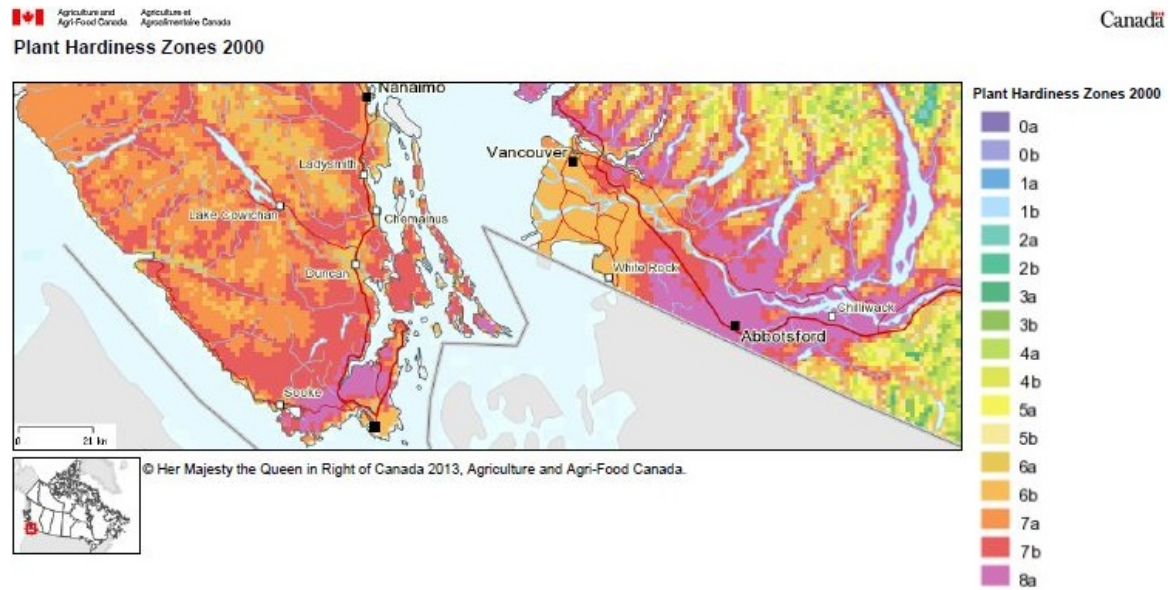 Agriculture and Agriculture et
Agri-Food Canada Agroalimentaire Canada
Canada
Plant Hardiness Zones 2000
Nanaimo
Vancouver
Ladysmith
Lake Cowichan
Chemainus
Duncan
White Rock
Chilliwack
Abbotsford
Sooke
0 21 km
© Her Majesty the Queen in Right of Canada 2013, Agriculture and Agri-Food Canada.
Plant Hardiness Zones 2000
0a
0b
1a
1b
2a
2b
3a
3b
4a
4b
5a
5b
6a
6b
7a
7b
8a